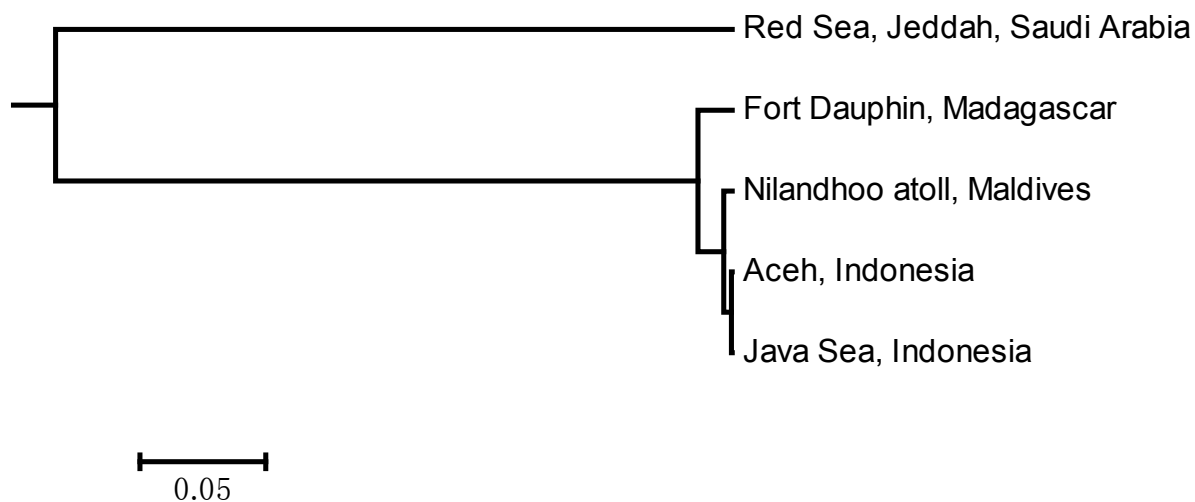 Red Sea, Jeddah, Saudi Arabia
Fort Dauphin, Madagascar
Nilandhoo atoll, Maldives
Aceh, Indonesia
Java Sea, Indonesia
0.05